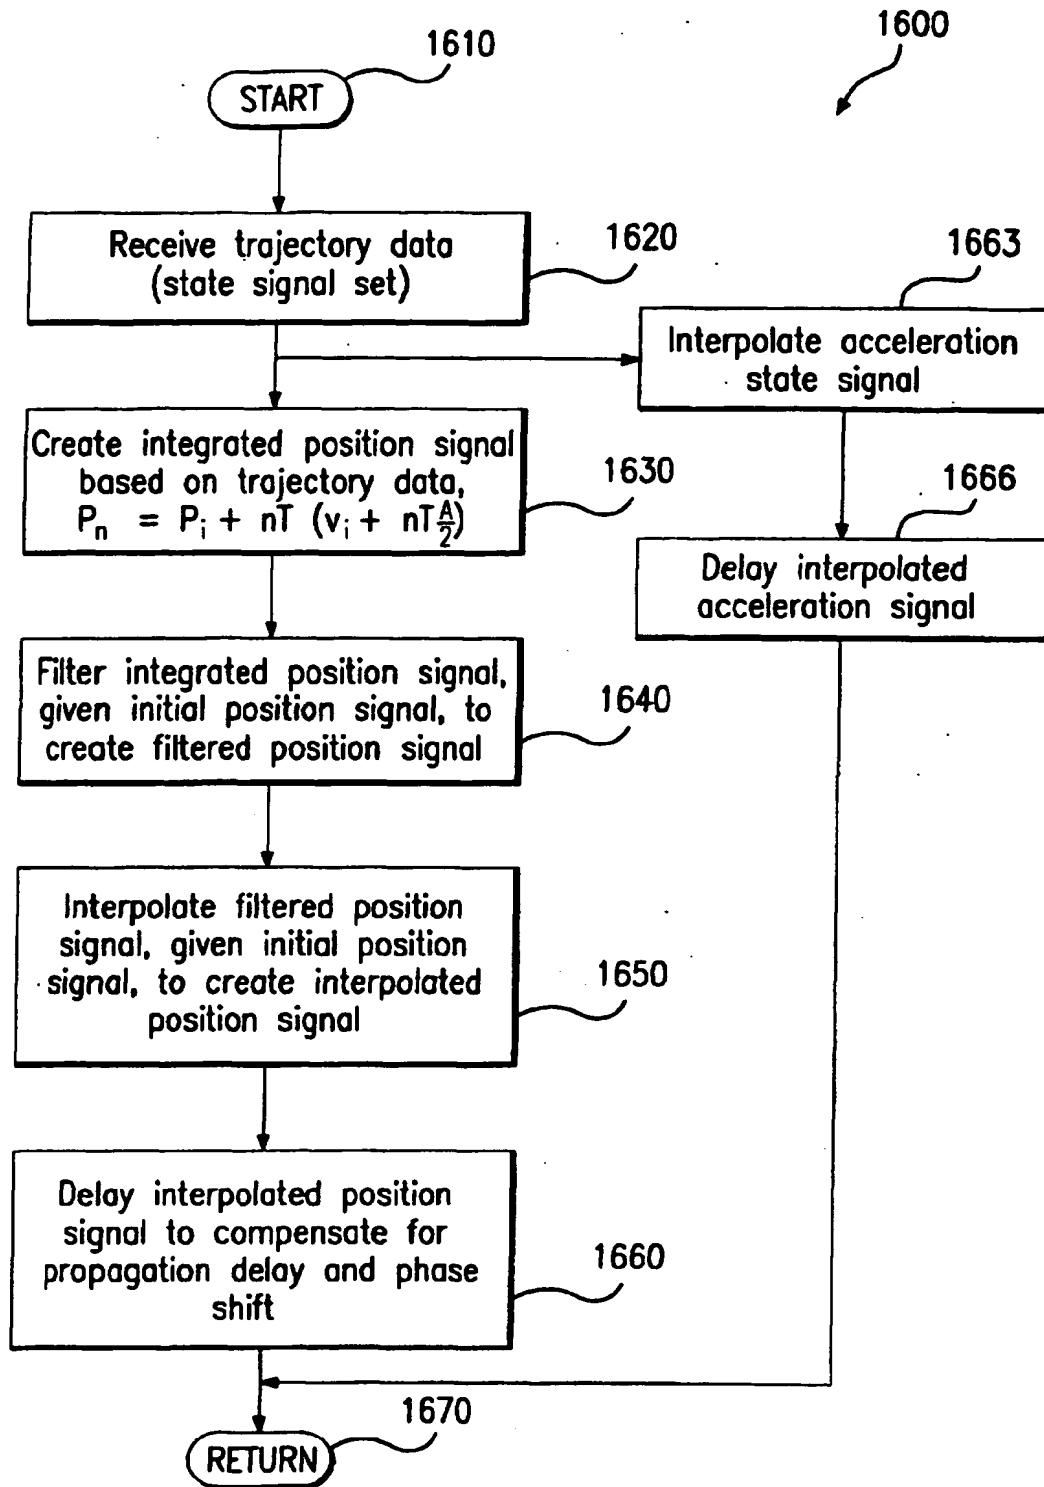 1600
1610
START
Receive trajectory data
(state signal set)
1620
1663
Interpolate acceleration
state signal
Create integrated position signal
based on trajectory data,
P_n = P_i + nT (v_i + nT A/2)
1630
1666
Delay interpolated
acceleration signal
Filter integrated position signal,
given initial position signal, to
create filtered position signal
1640
Interpolate filtered position
signal, given initial position
signal, to create interpolated
position signal
1650
Delay interpolated position
signal to compensate for
propagation delay and phase
shift
1660
1670
RETURN